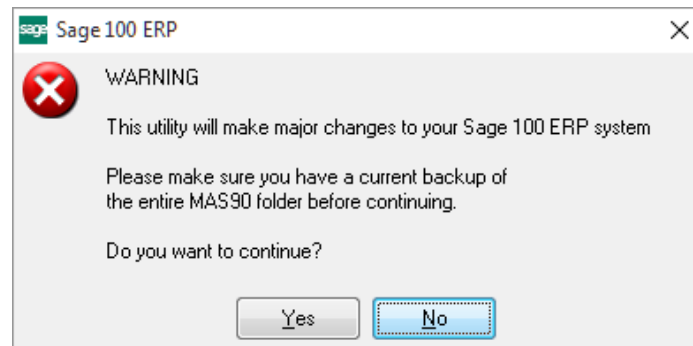 sage Sage 100 ERP
WARNING
This utility will make major changes to your Sage 100 ERP system
Please make sure you have a current backup of
the entire MAS90 folder before continuing.
Do you want to continue?
Yes No